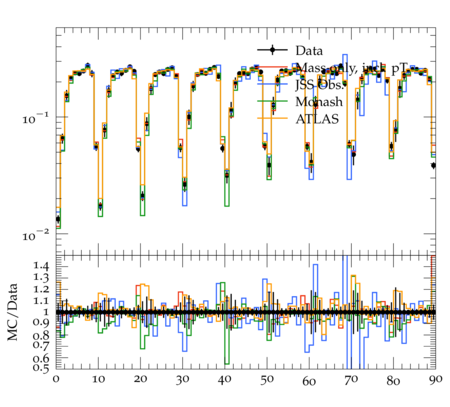 Data
Mass only, incl. pT
JSS Obs.
Monash
ATLAS
10⁻¹
10⁻²
MC/Data
1.4
1.3
1.2
1.1
1
0.9
0.8
0.7
0.6
0.5
0 10 20 30 40 50 60 70 80 90